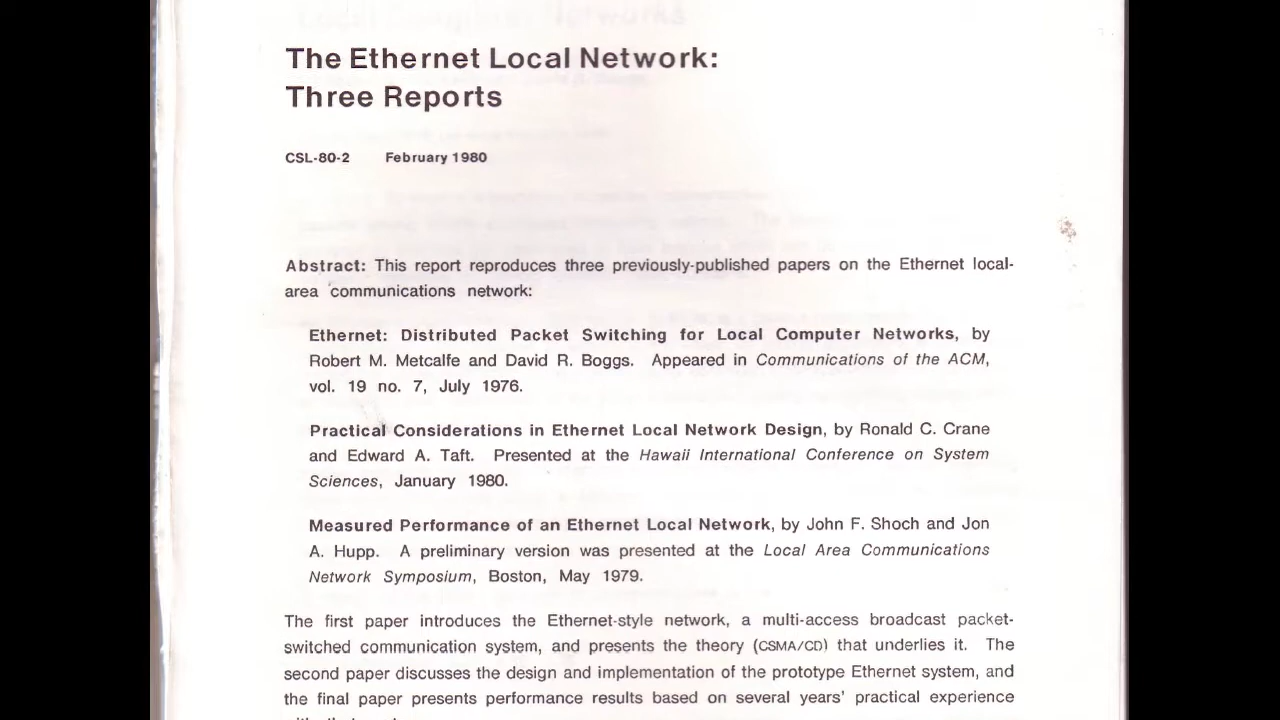 The Ethernet Local Network:
Three Reports
CSL-80-2 February 1980
Abstract: This report reproduces three previously-published papers on the Ethernet local-
area communications network:
Ethernet: Distributed Packet Switching for Local Computer Networks, by
Robert M. Metcalfe and David R. Boggs. Appeared in Communications of the ACM,
vol. 19 no. 7, July 1976.
Practical Considerations in Ethernet Local Network Design, by Ronald C. Crane
and Edward A. Taft. Presented at the Hawaii International Conference on System
Sciences, January 1980.
Measured Performance of an Ethernet Local Network, by John F. Shoch and Jon
A. Hupp. A preliminary version was presented at the Local Area Communications
Network Symposium, Boston, May 1979.
The first paper introduces the Ethernet-style network, a multi-access broadcast packet-
switched communication system, and presents the theory (CSMA/CD) that underlies it. The
second paper discusses the design and implementation of the prototype Ethernet system, and
the final paper presents performance results based on several years' practical experience